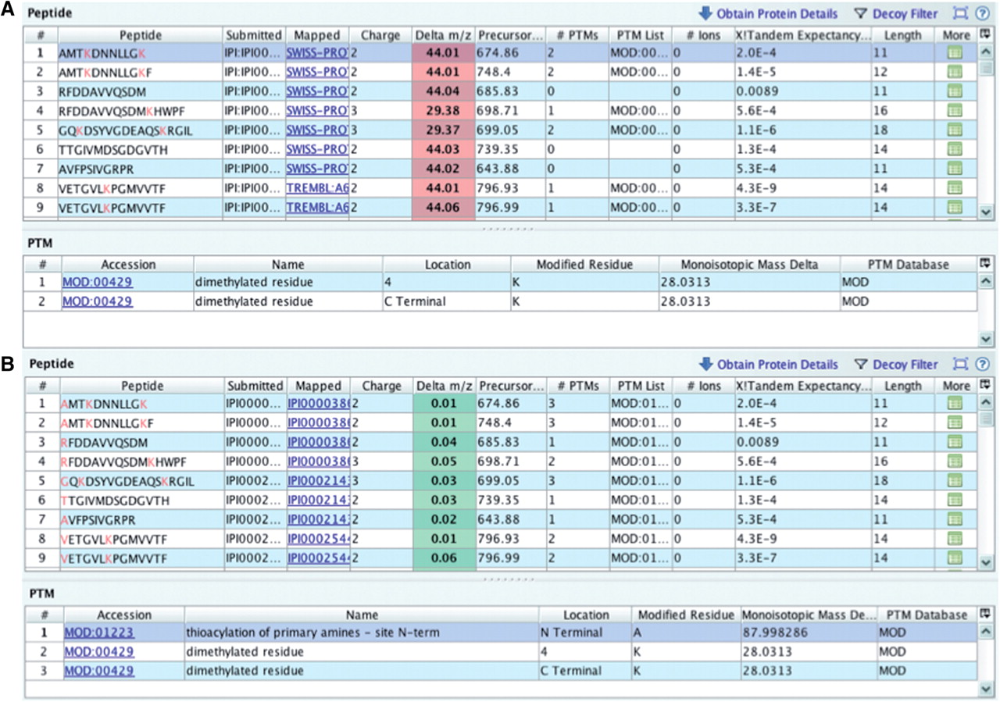 A
Peptide Obtain Protein Details Decoy Filter ?
# Peptide Submitted Mapped Charge Delta m/z Precursor... # PTMs PTM List # Ions X!Tandem Expectancy... Length More
1 AMTKDNNLLGK IPI:IPI00... SWISS-PRO 2 44.01 674.86 2 MOD:00... 0 2.0E-4 11
2 AMTKDNNLLGKF IPI:IPI00... SWISS-PRO 2 44.01 748.4 2 MOD:00... 0 1.4E-5 12
3 RFDDAVVQSDM IPI:IPI00... SWISS-PRO 2 44.04 685.83 0 0 0.0089 11
4 RFDDAVVQSDMKHWPF IPI:IPI00... SWISS-PRO 3 29.38 698.71 1 MOD:00... 0 5.6E-4 16
5 GQKDSYVGDEAQSKRGIL IPI:IPI00... SWISS-PRO 3 29.37 699.05 2 MOD:00... 0 1.1E-6 18
6 TTGIVMDSGDGVTH IPI:IPI00... SWISS-PRO 2 44.03 739.35 0 0 1.3E-4 14
7 AVFPSIVGRPR IPI:IPI00... SWISS-PRO 2 44.02 643.88 0 0 5.3E-4 11
8 VETGVLKPGMVVTF IPI:IPI00... TREMBL:A6 2 44.01 796.93 1 MOD:00... 0 4.3E-9 14
9 VETGVLKPGMVVTF IPI:IPI00... TREMBL:A6 2 44.06 796.99 1 MOD:00... 0 3.3E-7 14
PTM
# Accession Name Location Modified Residue Monoisotopic Mass Delta PTM Database
1 MOD:00429 dimethylated residue 4 K 28.0313 MOD
2 MOD:00429 dimethylated residue C Terminal K 28.0313 MOD
B
Peptide Obtain Protein Details Decoy Filter ?
# Peptide Submitted Mapped Charge Delta m/z Precursor... # PTMs PTM List # Ions X!Tandem Expectancy... Length More
1 AMTKDNNLLGK IPI0000... IPI000038 2 0.01 674.86 3 MOD:01... 0 2.0E-4 11
2 AMTKDNNLLGKF IPI0000... IPI000038 2 0.01 748.4 3 MOD:01... 0 1.4E-5 12
3 RFDDAVVQSDM IPI0000... IPI000038 2 0.04 685.83 1 MOD:01... 0 0.0089 11
4 RFDDAVVQSDMKHWPF IPI0000... IPI000038 3 0.05 698.71 2 MOD:01... 0 5.6E-4 16
5 GQKDSYVGDEAQSKRGIL IPI0002... IPI000214 3 0.03 699.05 3 MOD:01... 0 1.1E-6 18
6 TTGIVMDSGDGVTH IPI0002... IPI000214 2 0.03 739.35 1 MOD:01... 0 1.3E-4 14
7 AVFPSIVGRPR IPI0002... IPI000214 2 0.02 643.88 1 MOD:01... 0 5.3E-4 11
8 VETGVLKPGMVVTF IPI0002... IPI000254 2 0.01 796.93 2 MOD:01... 0 4.3E-9 14
9 VETGVLKPGMVVTF IPI0002... IPI000254 2 0.06 796.99 2 MOD:01... 0 3.3E-7 14
PTM
# Accession Name Location Modified Residue Monoisotopic Mass De... PTM Database
1 MOD:01223 thioacylation of primary amines - site N-term N Terminal A 87.998286 MOD
2 MOD:00429 dimethylated residue 4 K 28.0313 MOD
3 MOD:00429 dimethylated residue C Terminal K 28.0313 MOD